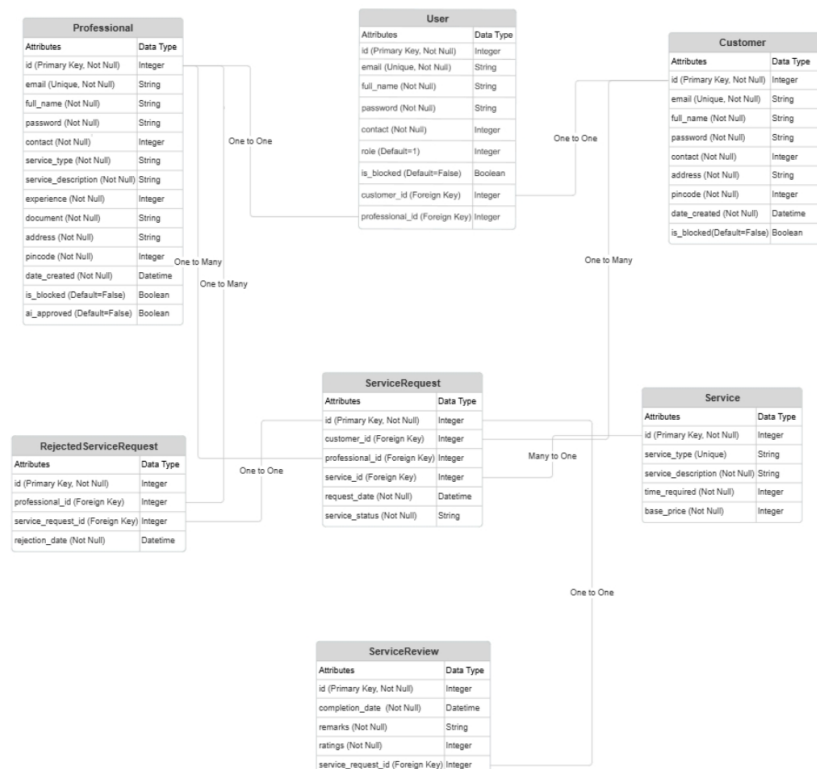 Professional
Attributes Data Type
id (Primary Key, Not Null) Integer
email (Unique, Not Null) String
full_name (Not Null) String
password (Not Null) String
contact (Not Null) Integer
service_type (Not Null) String
service_description (Not Null) String
experience (Not Null) Integer
document (Not Null) String
address (Not Null) String
pincode (Not Null) Integer
date_created (Not Null) Datetime
is_blocked (Default=False) Boolean
ai_approved (Default=False) Boolean
User
Attributes Data Type
id (Primary Key, Not Null) Integer
email (Unique, Not Null) String
full_name (Not Null) String
password (Not Null) String
contact (Not Null) Integer
role (Default=1) Integer
is_blocked (Default=False) Boolean
customer_id (Foreign Key) Integer
professional_id (Foreign Key) Integer
Customer
Attributes Data Type
id (Primary Key, Not Null) Integer
email (Unique, Not Null) String
full_name (Not Null) String
password (Not Null) String
contact (Not Null) Integer
address (Not Null) String
pincode (Not Null) Integer
date_created (Not Null) Datetime
is_blocked(Default=False) Boolean
One to One
One to One
One to Many
One to Many
One to Many
ServiceRequest
Attributes Data Type
id (Primary Key, Not Null) Integer
customer_id (Foreign Key) Integer
professional_id (Foreign Key) Integer
service_id (Foreign Key) Integer
request_date (Not Null) Datetime
service_status (Not Null) String
Service
Attributes Data Type
id (Primary Key, Not Null) Integer
service_type (Unique) String
service_description (Not Null) String
time_required (Not Null) Integer
base_price (Not Null) Integer
RejectedServiceRequest
Attributes Data Type
id (Primary Key, Not Null) Integer
professional_id (Foreign Key) Integer
service_request_id (Foreign Key) Integer
rejection_date (Not Null) Datetime
One to One
Many to One
One to One
ServiceReview
Attributes Data Type
id (Primary Key, Not Null) Integer
completion_date (Not Null) Datetime
remarks (Not Null) String
ratings (Not Null) Integer
service_request_id (Foreign Key) Integer